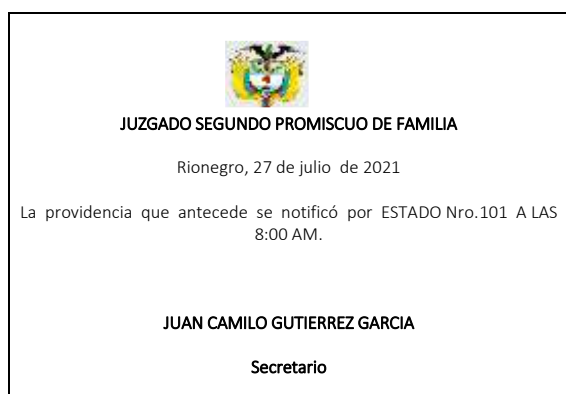 JUZGADO SEGUNDO PROMISCUO DE FAMILIA
Rionegro, 27 de julio de 2021
La providencia que antecede se notificó por ESTADO Nro.101 A LAS
8:00 AM.
JUAN CAMILO GUTIERREZ GARCIA
Secretario